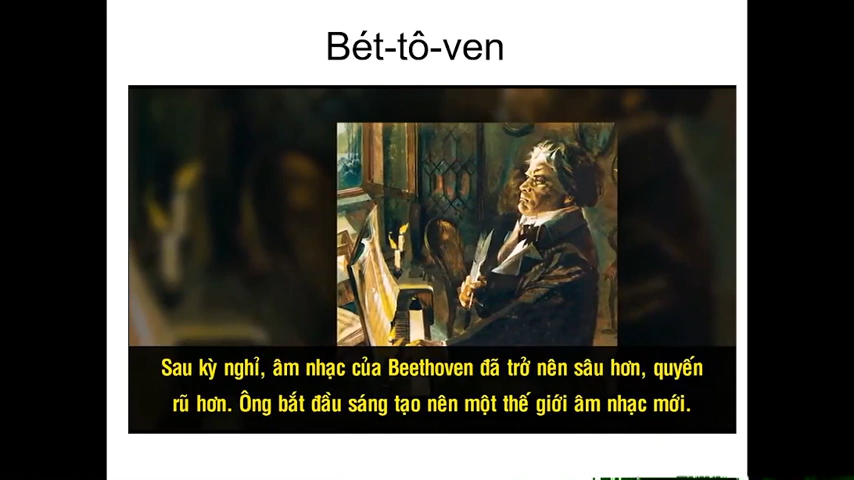 Bét-tô-ven
Sau kỳ nghỉ, âm nhạc của Beethoven đã trở nên sâu hơn, quyến
rũ hơn. Ông bắt đầu sáng tạo nên một thế giới âm nhạc mới.